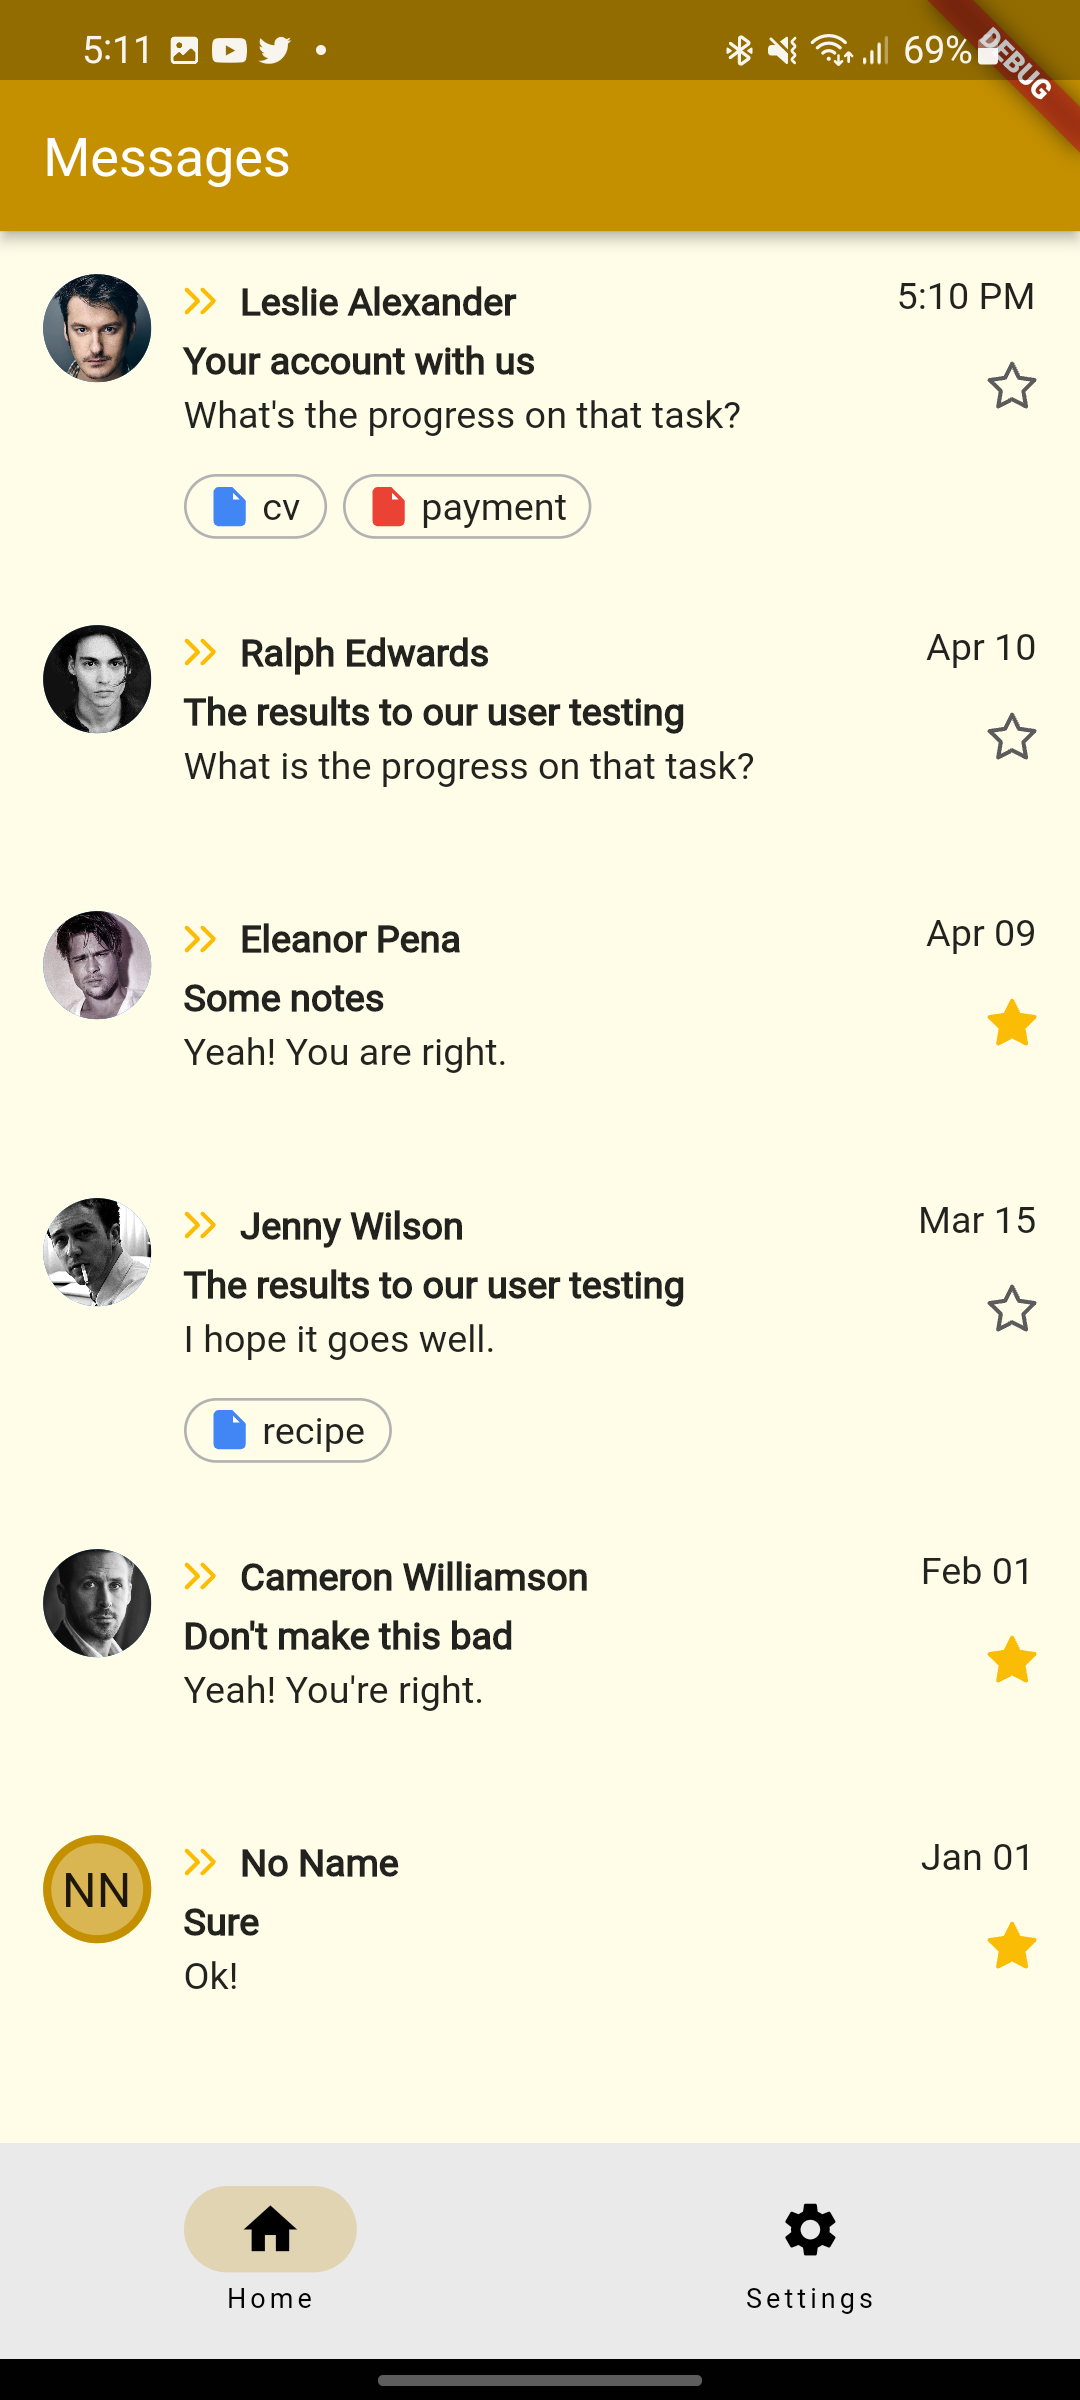 5:11
69%
DEBUG
Messages
Leslie Alexander
5:10 PM
Your account with us
What's the progress on that task?
cv
payment
Ralph Edwards
Apr 10
The results to our user testing
What is the progress on that task?
Eleanor Pena
Apr 09
Some notes
Yeah! You are right.
Jenny Wilson
Mar 15
The results to our user testing
I hope it goes well.
recipe
Cameron Williamson
Feb 01
Don't make this bad
Yeah! You're right.
NN
No Name
Jan 01
Sure
Ok!
Home
Settings